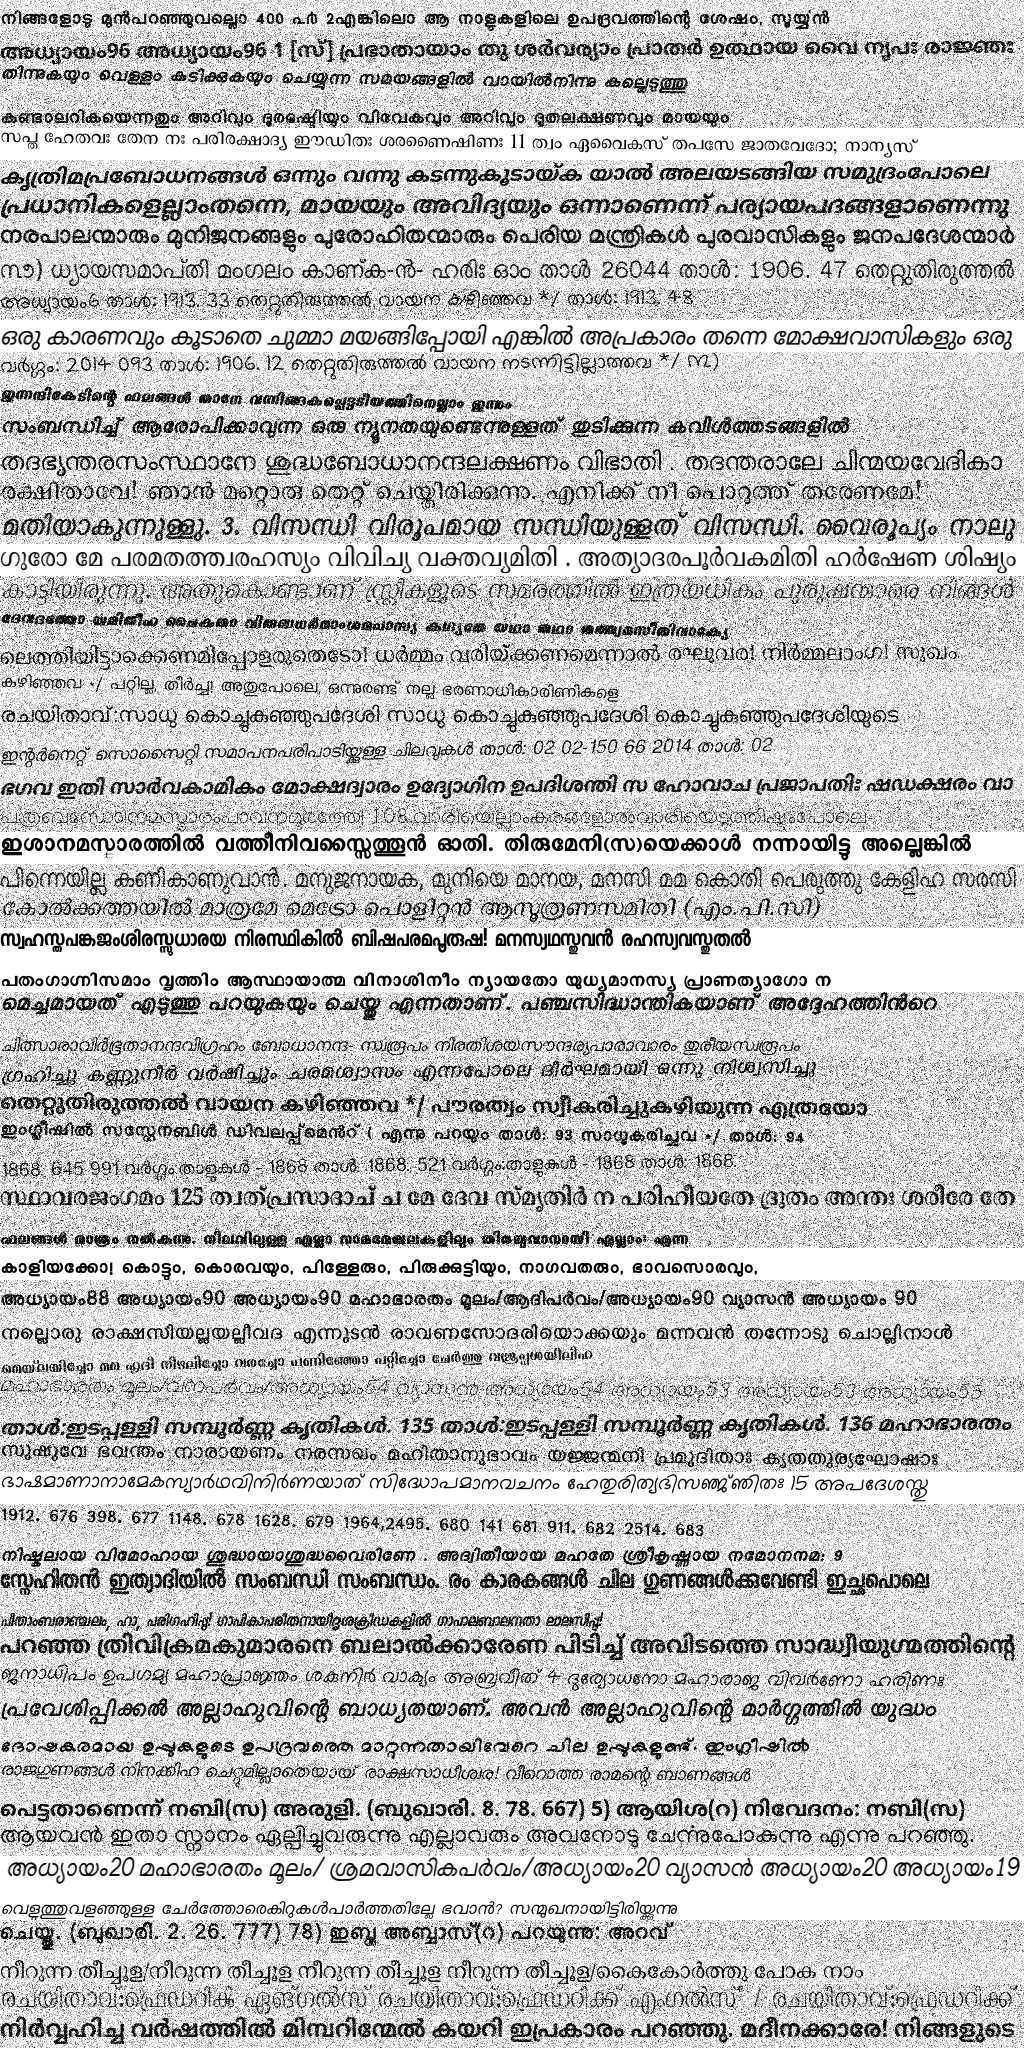 നിങ്ങളോടു മുൻപറഞ്ഞുവല്ലൊ 400 പർ 2എങ്കിലൊ ആ നാളുകളിലെ ഉപദ്രവത്തിന്റെ ശേഷം, സൂൎയ്യൻ
അധ്യായം96 അധ്യായം96 1 [സ്] പ്രഭാതായാം തു ശർവര്യാം പ്രാതർ ഉത്ഥായ വൈ നൃപഃ രാജ്ഞഃ
തിന്നുകയും വെള്ളം കുടിക്കുകയും ചെയ്യുന്ന സമയങ്ങളിൽ വായിൽനിന്നു കല്ലെടുത്തു
കണ്ടാലറികയെന്നതും അറിവും ദൂരഷ്ടിയും വിവേകവും അറിവും ദൂതലക്ഷണവും മായയും
സപ്ത ഹേതവഃ തേന നഃ പരിരക്ഷാദ്യ ഈഡിതഃ ശരണൈഷിണഃ 11 ത്വം ഏവൈകസ് തപസേ ജാതവേദോ; നാന്യസ്
കൃത്രിമപ്രബോധനങ്ങൾ ഒന്നും വന്നു കടന്നുകൂടായ്ക യാൽ അലയടങ്ങിയ സമുദ്രംപോലെ
പ്രധാനികളെല്ലാംതന്നെ, മായയും അവിദ്യയും ഒന്നാണെന്ന് പര്യായപദങ്ങളാണെന്നു
നരപാലന്മാരും മുനിജനങ്ങളും പുരോഹിതന്മാരും പെരിയ മന്ത്രികൾ പുരവാസികളും ജനപദേശന്മാർ
സൗ) ധ്യായസമാപ്തി മംഗലം കാണ്ക-ൻ- ഹരിഃ ഓം താൾ 26044 താൾ: 1906. 47 തെറ്റുതിരുത്തൽ
അധ്യായം6 താൾ: 1913. 33 തെറ്റുതിരുത്തൽ വായന കഴിഞ്ഞവ */ താൾ: 1913. 48
ഒരു കാരണവും കൂടാതെ ചുമ്മാ മയങ്ങിപ്പോയി എങ്കിൽ അപ്രകാരം തന്നെ മോക്ഷവാസികളും ഒരു
വർഗ്ഗം: 2014 093 താൾ: 1906. 12 തെറ്റുതിരുത്തൽ വായന നടന്നിട്ടില്ലാത്തവ */ സ)
സംബന്ധിച്ച് ആരോപിക്കാവുന്ന ഒരു ന്യൂനതയുണ്ടെന്നുള്ളത് തുടിക്കുന്ന കവിൾത്തടങ്ങളിൽ
തദഭ്യന്തരസംസ്ഥാനേ ശുദ്ധബോധാനന്ദലക്ഷണം വിഭാതി . തദന്തരാലേ ചിന്മയവേദികാ
രക്ഷിതാവേ! ഞാൻ മറ്റൊരു തെറ്റ് ചെയ്തിരിക്കുന്നു. എനിക്ക് നീ പൊറുത്ത് തരേണമേ!
മതിയാകുന്നുള്ളു. 3. വിസന്ധി വിരൂപമായ സന്ധിയുള്ളത് വിസന്ധി. വൈരൂപ്യം നാലു
ഗുരോ മേ പരമതത്ത്വരഹസ്യം വിവിച്യ വക്തവ്യമിതി . അത്യാദരപൂർവകമിതി ഹർഷേണ ശിഷ്യം
കാട്ടിയിരുന്നു. അതുകൊണ്ടാണ് സ്ത്രീകളുടെ സമരത്തിൽ ഇത്രയധികം പുരുഷന്മാരെ നിങ്ങൾ
ലെത്തിയിട്ടാക്കെണമിപ്പോളരുതെടോ! ധർമ്മം വരിയ്ക്കണമെന്നാൽ രഘുവര! നിർമ്മലാംഗ! സുഖം
കഴിഞ്ഞവ */ പറ്റില്ല, തീർച്ച! അതുപോലെ, ഒന്നുരണ്ട് നല്ല ഭരണാധികാരിണികളെ
രചയിതാവ്:സാധു കൊച്ചുകുഞ്ഞുപദേശി സാധു കൊച്ചുകുഞ്ഞുപദേശി കൊച്ചുകുഞ്ഞുപദേശിയുടെ
ഇന്റർനെറ്റ് സൊസൈറ്റി സമാപനപരിപാടിയ്ക്കുള്ള ചിലവുകൾ താൾ: 02 02-150 66 2014 താൾ: 02
ഭഗവ ഇതി സാർവകാമികം മോക്ഷദ്വാരം ഉദ്യോഗിന ഉപദിശന്തി സ ഹോവാച പ്രജാപതിഃ ഷഡക്ഷരം വാ
ഇശാനമസ്ഫാരത്തിൽ വത്തീനിവസ്സൈത്തൂൻ ഓതി. തിരുമേനി(സ)യെക്കാൾ നന്നായിട്ടു അല്ലെങ്കിൽ
പിന്നെയില്ല കണികാണുവാൻ. മനുജനായക, മുനിയെ മാനയ, മനസി മമ കൊതി പെരുത്തു കേളിഹ സരസി
കോൽക്കത്തയിൽ മാത്രമേ മെട്രോ പൊളിറ്റൻ ആസൂത്രണസമിതി (എം.പി.സി)
സ്വഹസ്തപങ്കജംശിരസ്സുധാരയ നിരസ്ഥികിൽ ബിഷപരമപൂരുഷ! മനസ്വഥസ്തുവൻ രഹസ്യവസ്തുതൽ
പതംഗാഗ്നിസമാം വൃത്തിം ആസ്ഥായാത്മ വിനാശിനീം ന്യായതോ യുധ്യമാനസ്യ പ്രാണത്യാഗോ ന
മെച്ചമായത് എടുത്തു പറയുകയും ചെയ്തു എന്നതാണ്. പഞ്ചസിദ്ധാന്തികയാണ് അദ്ദേഹത്തിൻറെ
ചിത്സാരാവിർഭൂതാനന്ദവിഗ്രഹം ബോധാനന്ദ- സ്വരൂപം നിരതിശയസൗന്ദര്യപാരാവാരം തുരീയസ്വരൂപം
ഗ്രഹിച്ചു കണ്ണുനീർ വർഷിച്ചും ചരമശ്വാസം എന്നപോലെ ദീർഘമായി ഒന്നു നിശ്വസിച്ചു
തെറ്റുതിരുത്തൽ വായന കഴിഞ്ഞവ */ പൗരത്വം സ്വീകരിച്ചുകഴിയുന്ന എത്രയോ
ഇംഗ്ലീഷിൽ സസ്റ്റേനബിൾ ഡിവലപ്പ്മെൻറ് ( എന്നു പറയും താൾ: 93 സാധൂകരിച്ചവ */ താൾ: 94
1868. 645 991 വർഗ്ഗം:താളുകൾ - 1868 താൾ: 1868. 521 വർഗ്ഗം:താളുകൾ - 1868 താൾ: 1868.
സ്ഥാവരജംഗമം 125 ത്വത്പ്രസാദാച് ച മേ ദേവ സ്മൃതിർ ന പരിഹീയതേ ദ്രുതം അന്തഃ ശരീരേ തേ
കാളിയക്കോ! കൊട്ടും, കൊരവയും, പിള്ളേരും, പിരുക്കുട്ടിയും, നാഗവതരും, ഭാവസൊരവും,
അധ്യായം88 അധ്യായം90 അധ്യായം90 മഹാഭാരതം മൂലം/ആദിപർവം/അധ്യായം90 വ്യാസൻ അധ്യായം 90
നല്ലൊരു രാക്ഷസിയല്ലയല്ലീവദ എന്നുടൻ രാവണസോദരിയൊക്കയും മന്നവൻ തന്നോടു ചൊല്ലിനാൾ
മഹാഭാരതം മൂലം/വനപർവം/അധ്യായം54 വ്യാസൻ അധ്യായം54 അധ്യായം53 അധ്യായം53 അധ്യായം53
താൾ:ഇടപ്പള്ളി സമ്പൂർണ്ണ കൃതികൾ. 135 താൾ:ഇടപ്പള്ളി സമ്പൂർണ്ണ കൃതികൾ. 136 മഹാഭാരതം
സുഷുവേ ഭവന്തം നാരായണം നരസഖം മഹിതാനുഭാവം യജ്ജന്മനി പ്രമുദിതാഃ കൃതതൂര്യഘോഷാഃ
ഭാഷമാണാനാമേകസ്യാർഥവിനിർണയാത് സിദ്ധോപമാനവചനം ഹേതുരിത്യഭിസഞ്ജ്ഞിതഃ 15 അപദേശസ്തു
1912. 676 398. 677 1148. 678 1628. 679 1964,2495. 680 141 681 911. 682 2514. 683
നിഷ്കലായ വിമോഹായ ശുദ്ധായാശുദ്ധവൈരിണേ . അദ്വിതീയായ മഹതേ ശ്രീകൃഷ്ണായ നമോനനമഃ 9
സ്നേഹിതൻ ഇത്യാദിയിൽ സംബന്ധി സംബന്ധം. രം കാരകങ്ങൾ ചില ഗുണങ്ങൾക്കുവേണ്ടി ഇച്ഛപൊലെ
പറഞ്ഞ ത്രിവിക്രമകുമാരനെ ബലാൽക്കാരേണ പിടിച്ച് അവിടത്തെ സാദ്ധ്വീയുഗ്മത്തിന്റെ
ജനാധിപം ഉപഗമ്യ മഹാപ്രാജ്ഞം ശകുനിർ വാക്യം അബ്രവീത് 4 ദുര്യോധനോ മഹാരാജ വിവർണോ ഹരിണഃ
പ്രവേശിപ്പിക്കൽ അല്ലാഹുവിന്റെ ബാധ്യതയാണ്. അവൻ അല്ലാഹുവിന്റെ മാർഗ്ഗത്തിൽ യുദ്ധം
ദോഷകരമായ ഉപ്പുകളുടെ ഉപദ്രവത്തെ മാറ്റുന്നതായിവേറെ ചില ഉപ്പുകളുണ്ട്. ഇംഗ്ലീഷിൽ
രാജഗുണങ്ങൾ നിനക്കിഹ ചെറ്റുമില്ലാതെയായ് രാക്ഷസാധീശ്വര! വീറൊത്ത രാമന്റെ ബാണങ്ങൾ
പെട്ടതാണെന്ന് നബി(സ) അരുളി. (ബുഖാരി. 8. 78. 667) 5) ആയിശ(റ) നിവേദനം: നബി(സ)
ആയവൻ ഇതാ സ്നാനം ഏല്പിച്ചുവരുന്നു എല്ലാവരും അവനോടു ചേൎന്നുപോകുന്നു എന്നു പറഞ്ഞു.
അധ്യായം20 മഹാഭാരതം മൂലം/ ശ്രമവാസികപർവം/അധ്യായം20 വ്യാസൻ അധ്യായം20 അധ്യായം19
വെളുത്തുവളഞ്ഞുള്ള ചേർത്തോരെകിറുകൾപാർത്തതില്ലേ ഭവാൻ? സന്മുഖനായിട്ടിരിയ്ക്കുന്നു
ചെയ്തു. (ബുഖാരി. 2. 26. 777) 78) ഇബ്നു അബ്ബാസ്(റ) പറയുന്നു: അറവ്
നീറുന്ന തീച്ചൂള/നീറുന്ന തീച്ചൂള നീറുന്ന തീച്ചൂള നീറുന്ന തീച്ചൂള/കൈകോർത്തു പോക നാം
രചയിതാവ്:ഫ്രെഡറിക് ഏംഗൽസ് രചയിതാവ്:ഫ്രെഡറിക്ക് എംഗൽസ് / രചയിതാവ്:ഫ്രെഡറിക്ക്
നിർവ്വഹിച്ച വർഷത്തിൽ മിമ്പറിന്മേൽ കയറി ഇപ്രകാരം പറഞ്ഞു. മദീനക്കാരേ! നിങ്ങളുടെ